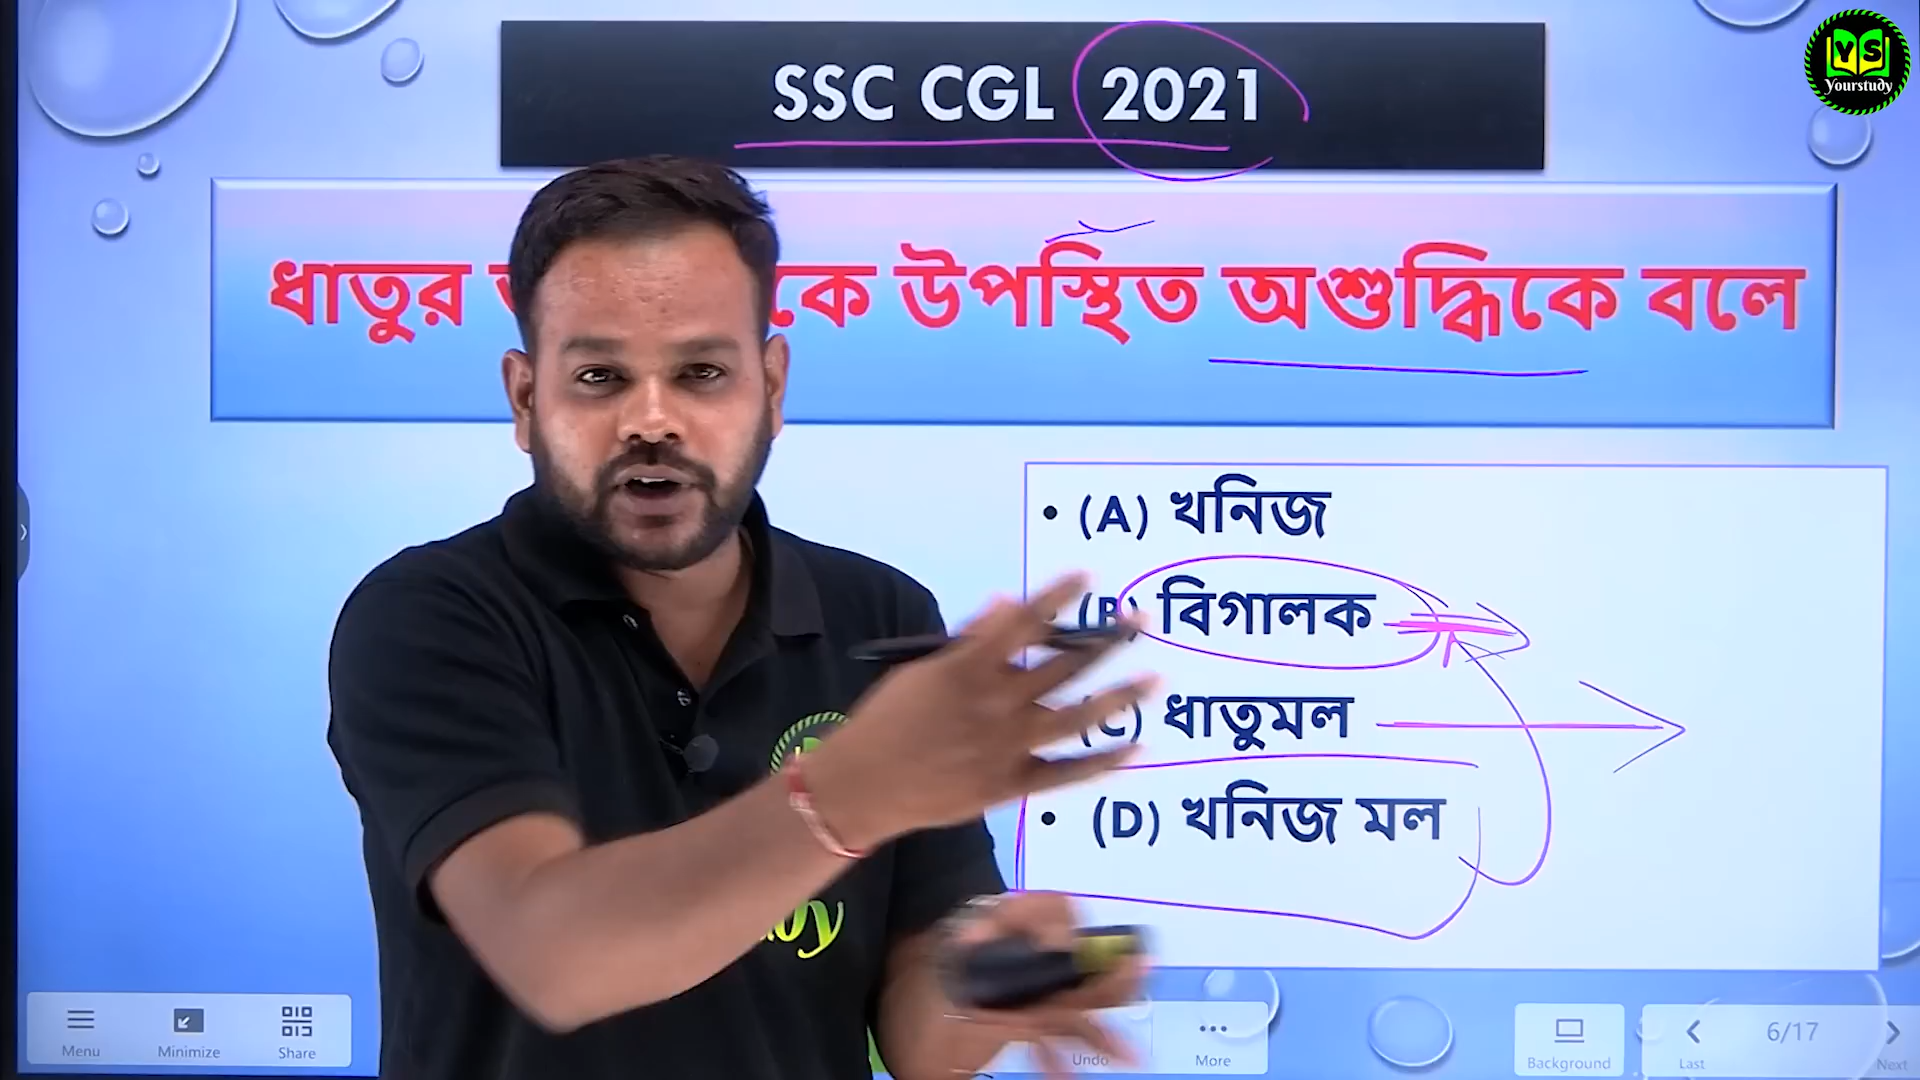 SSC CGL 2021
YS
Yourstudy
ধাতুর কে উপস্থিত অশুদ্ধিকে বলে
• (A) খনিজ
(B) বিগালক
(C) ধাতুমল
• (D) খনিজ মল
Menu
Minimize
Share
Undo
More
Background
Last
6/17
Next